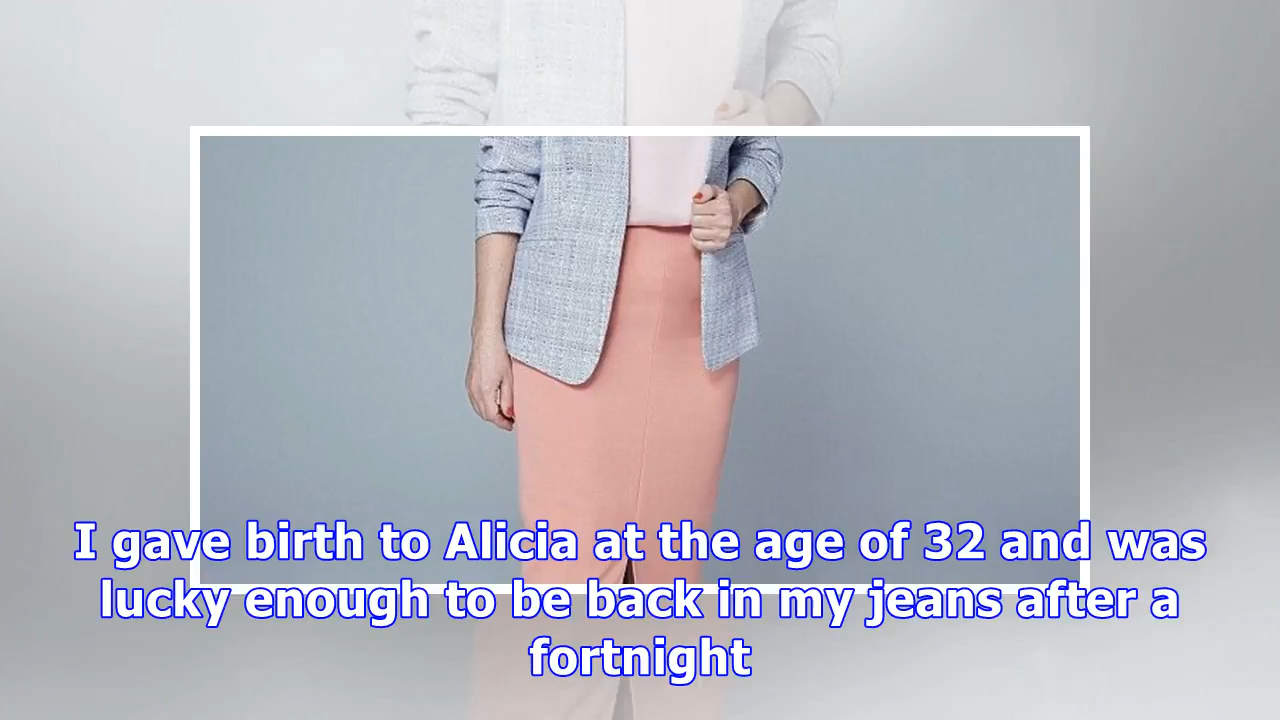 I gave birth to Alicia at the age of 32 and was
lucky enough to be back in my jeans after a
fortnight